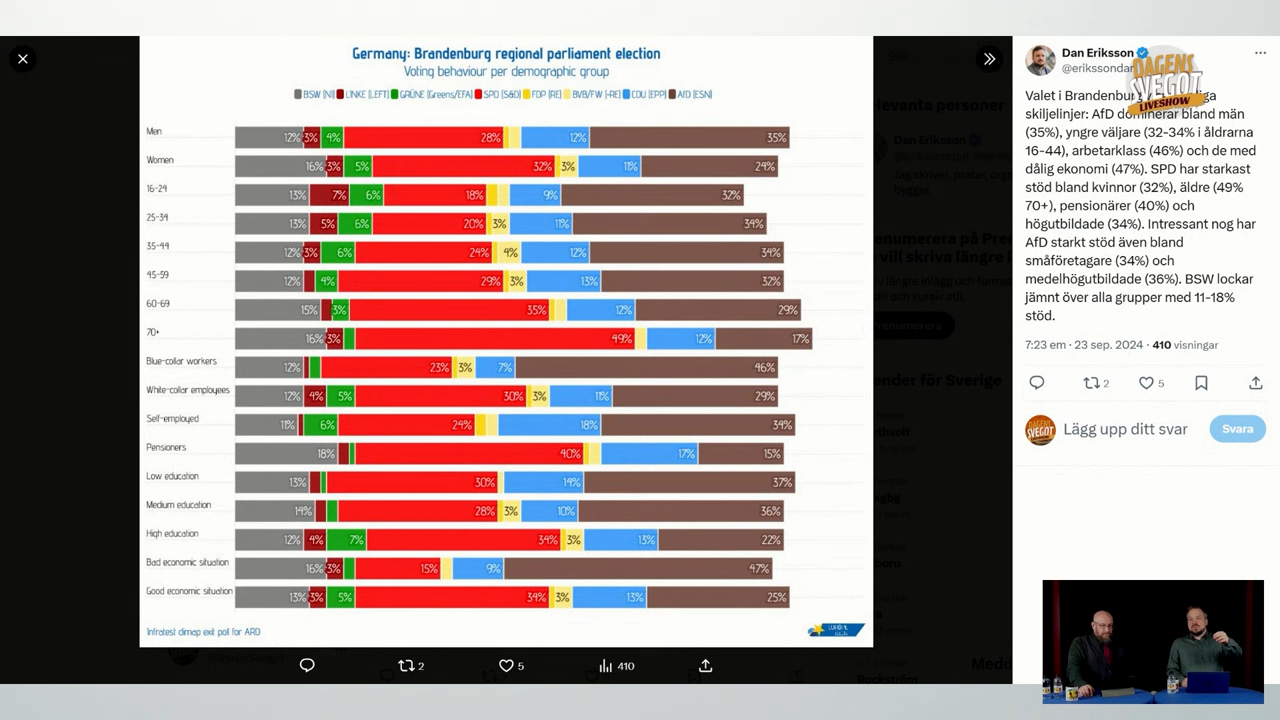 Germany: Brandenburg regional parliament election
Voting behaviour per demographic group
BSW (NI) LINKE (LEFT) GRÜNE (Greens/EFA) SPD (S&D) FDP (RE) BVB/FW (→RE) CDU (EPP) AfD (ESN)
Men 12% 3% 4% 28% 12% 35%
Women 16% 3% 5% 32% 3% 11% 24%
16-24 13% 7% 6% 18% 9% 32%
25-34 13% 5% 6% 20% 3% 11% 34%
35-44 12% 3% 6% 24% 4% 12% 34%
45-59 12% 4% 29% 3% 13% 32%
60-69 15% 3% 35% 12% 29%
70+ 16% 3% 49% 12% 17%
Blue-collar workers 12% 23% 3% 7% 46%
White-collar employees 12% 4% 5% 30% 3% 11% 29%
Self-employed 11% 6% 24% 18% 34%
Pensioners 18% 40% 17% 15%
Low education 13% 30% 14% 37%
Medium education 14% 28% 3% 10% 36%
High education 12% 4% 7% 34% 3% 13% 22%
Bad economic situation 16% 3% 15% 9% 47%
Good economic situation 13% 3% 5% 34% 3% 13% 25%
Infratest dimap exit poll for ARD
2 5 410
Dan Eriksson
@erikssondan
DAGENS
SVEGOT
LIVESHOW
Valet i Brandenburg
skiljelinjer: AfD dominerar bland män
(35%), yngre väljare (32-34% i åldrarna
16-44), arbetarklass (46%) och de med
dålig ekonomi (47%). SPD har starkast
stöd bland kvinnor (32%), äldre (49%
70+), pensionärer (40%) och
högutbildade (34%). Intressant nog har
AfD starkt stöd även bland
småföretagare (34%) och
medelhögutbildade (36%). BSW lockar
jämnt över alla grupper med 11-18%
stöd.
7:23 em · 23 sep. 2024 · 410 visningar
2 5
DAGENS
SVEGOT
Lägg upp ditt svar
Svara